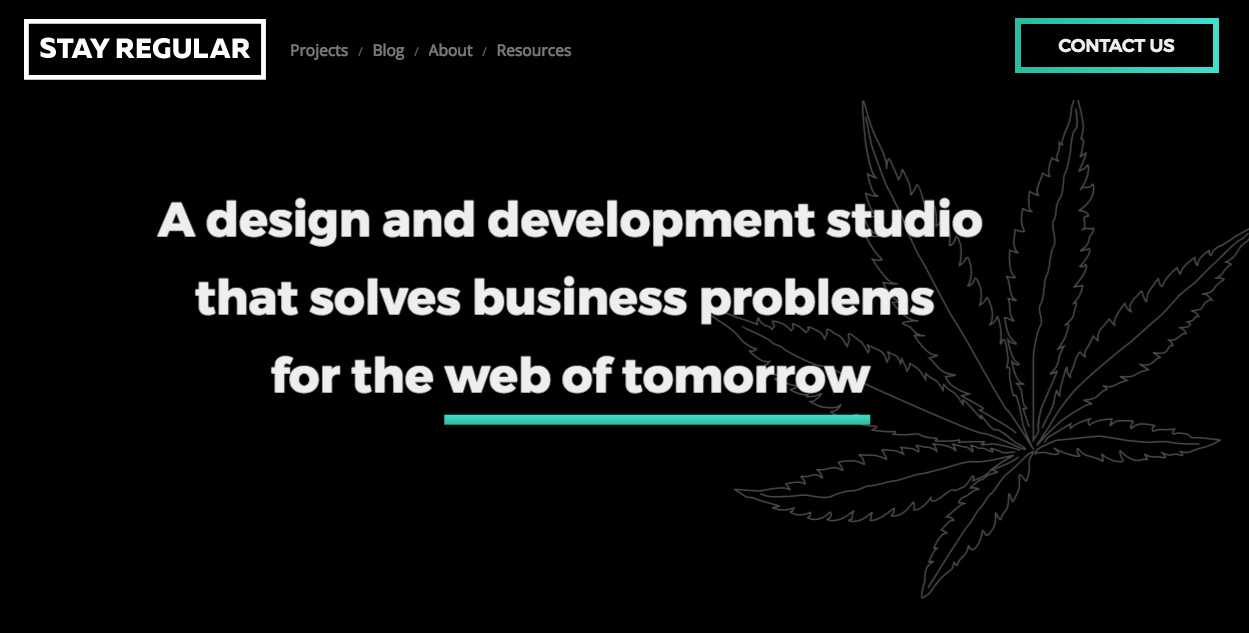 STAY REGULAR
Projects / Blog / About / Resources
CONTACT US
A design and development studio
that solves business problems
for the web of tomorrow